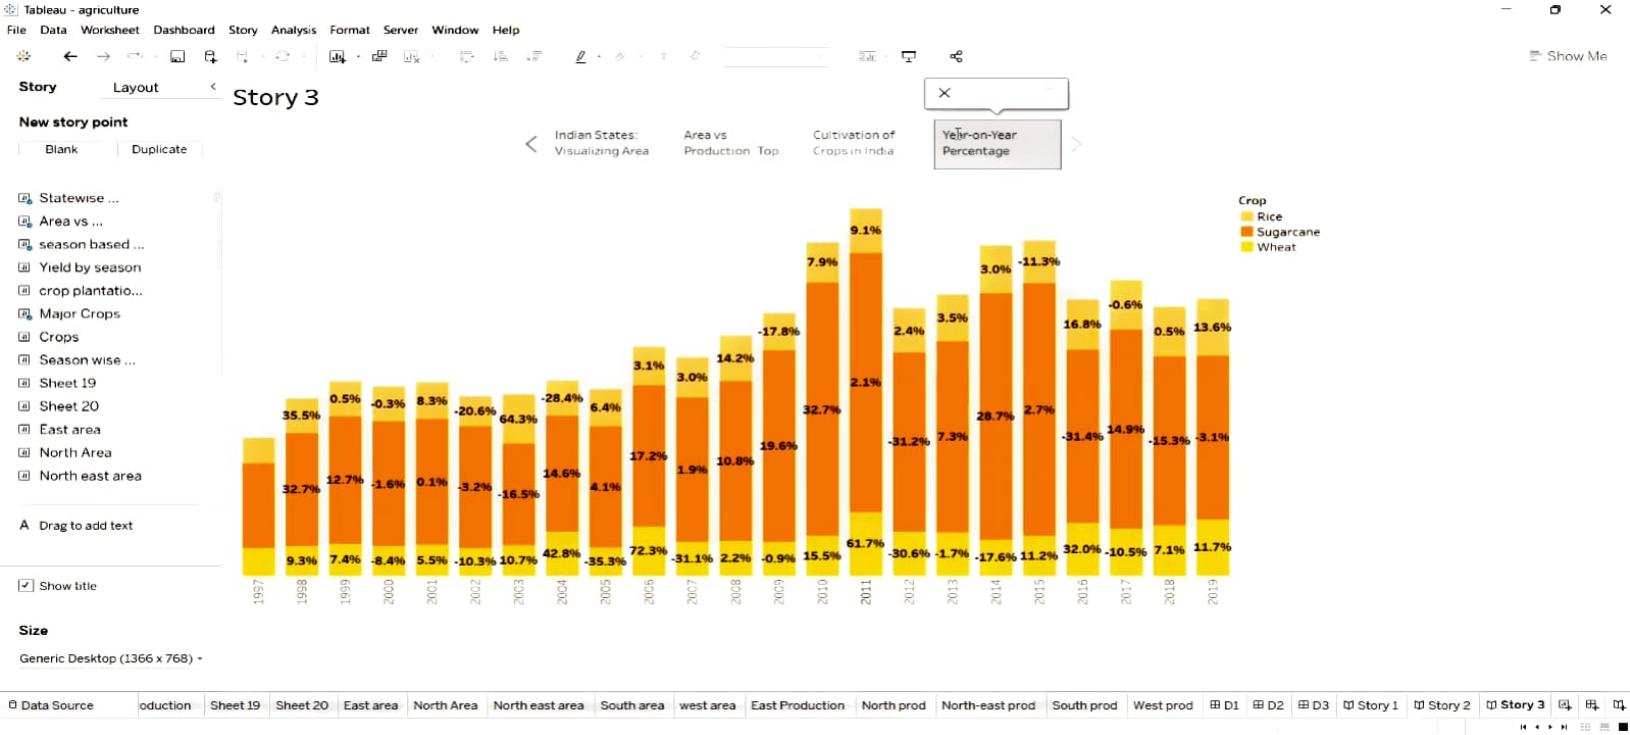 Tableau - agriculture
File Data Worksheet Dashboard Story Analysis Format Server Window Help
Show Me
Story Layout
Story 3
New story point
Blank Duplicate
Indian States: Visualizing Area
Area vs Production Top
Cultivation of Crops in India
Year-on-Year Percentage
Statewise ...
Area vs ...
season based ...
Yield by season
crop plantatio...
Major Crops
Crops
Season wise ...
Sheet 19
Sheet 20
East area
North Area
North east area
A Drag to add text
Show title
Size
Generic Desktop (1366 x 768)
Crop
Rice
Sugarcane
Wheat
35.5% 0.5% -0.3% 8.3% -20.6% 64.3% -28.4% 6.4% 3.1% 3.0% 14.2% -17.8% 7.9% 9.1% 2.4% 3.5% 3.0% -11.3% 16.8% -0.6% 0.5% 13.6%
32.7% 12.7% -1.6% 0.1% -3.2% -16.5% 14.6% 4.1% 17.2% 1.9% 10.8% 19.6% 32.7% 2.1% -31.2% 7.3% 28.7% 2.7% -31.4% 14.9% -15.3% -3.1%
9.3% 7.4% -8.4% 5.5% -10.3% 10.7% 42.8% -35.3% 72.3% -31.1% 2.2% -0.9% 15.5% 61.7% -30.6% -1.7% -17.6% 11.2% 32.0% -10.5% 7.1% 11.7%
1997 1998 1999 2000 2001 2002 2003 2004 2005 2006 2007 2008 2009 2010 2011 2012 2013 2014 2015 2016 2017 2018 2019
Data Source oduction Sheet 19 Sheet 20 East area North Area North east area South area west area East Production North prod North-east prod South prod West prod D1 D2 D3 Story 1 Story 2 Story 3